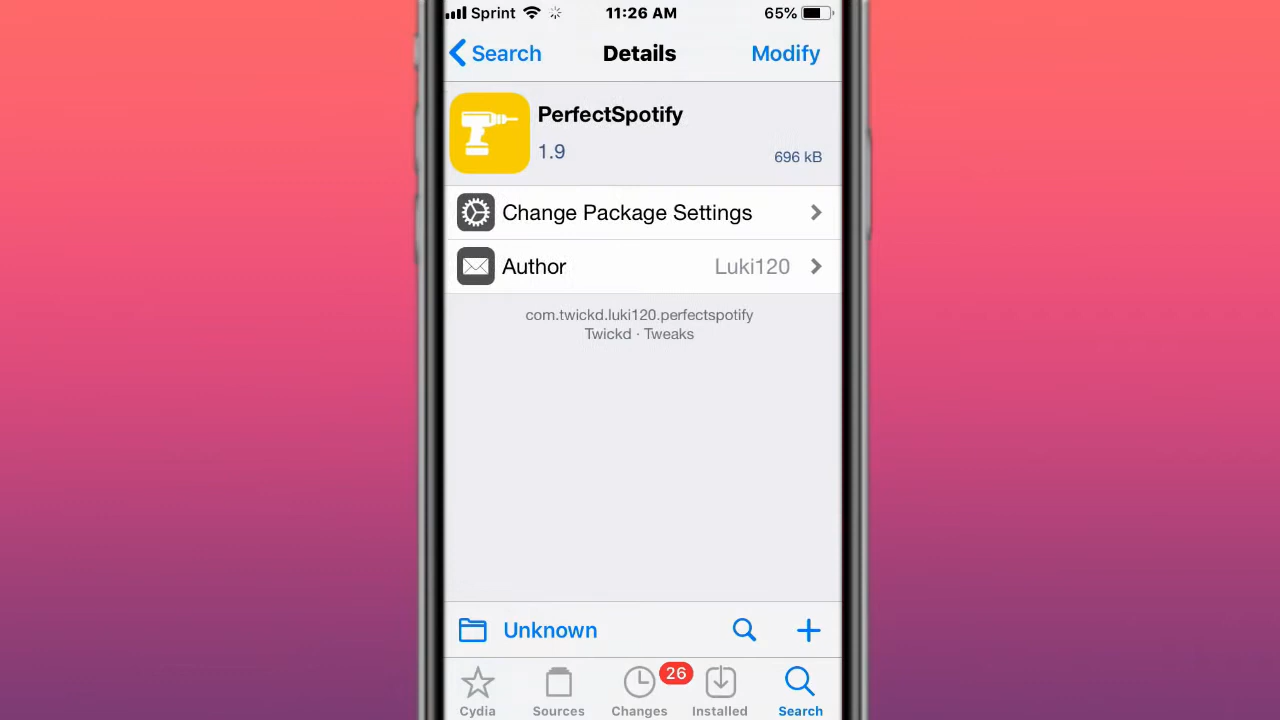 Sprint 11:26 AM 65%
Search Details Modify
PerfectSpotify
1.9 696 kB
Change Package Settings
Author Luki120
com.twickd.luki120.perfectspotify
Twickd · Tweaks
Unknown
26
Cydia Sources Changes Installed Search